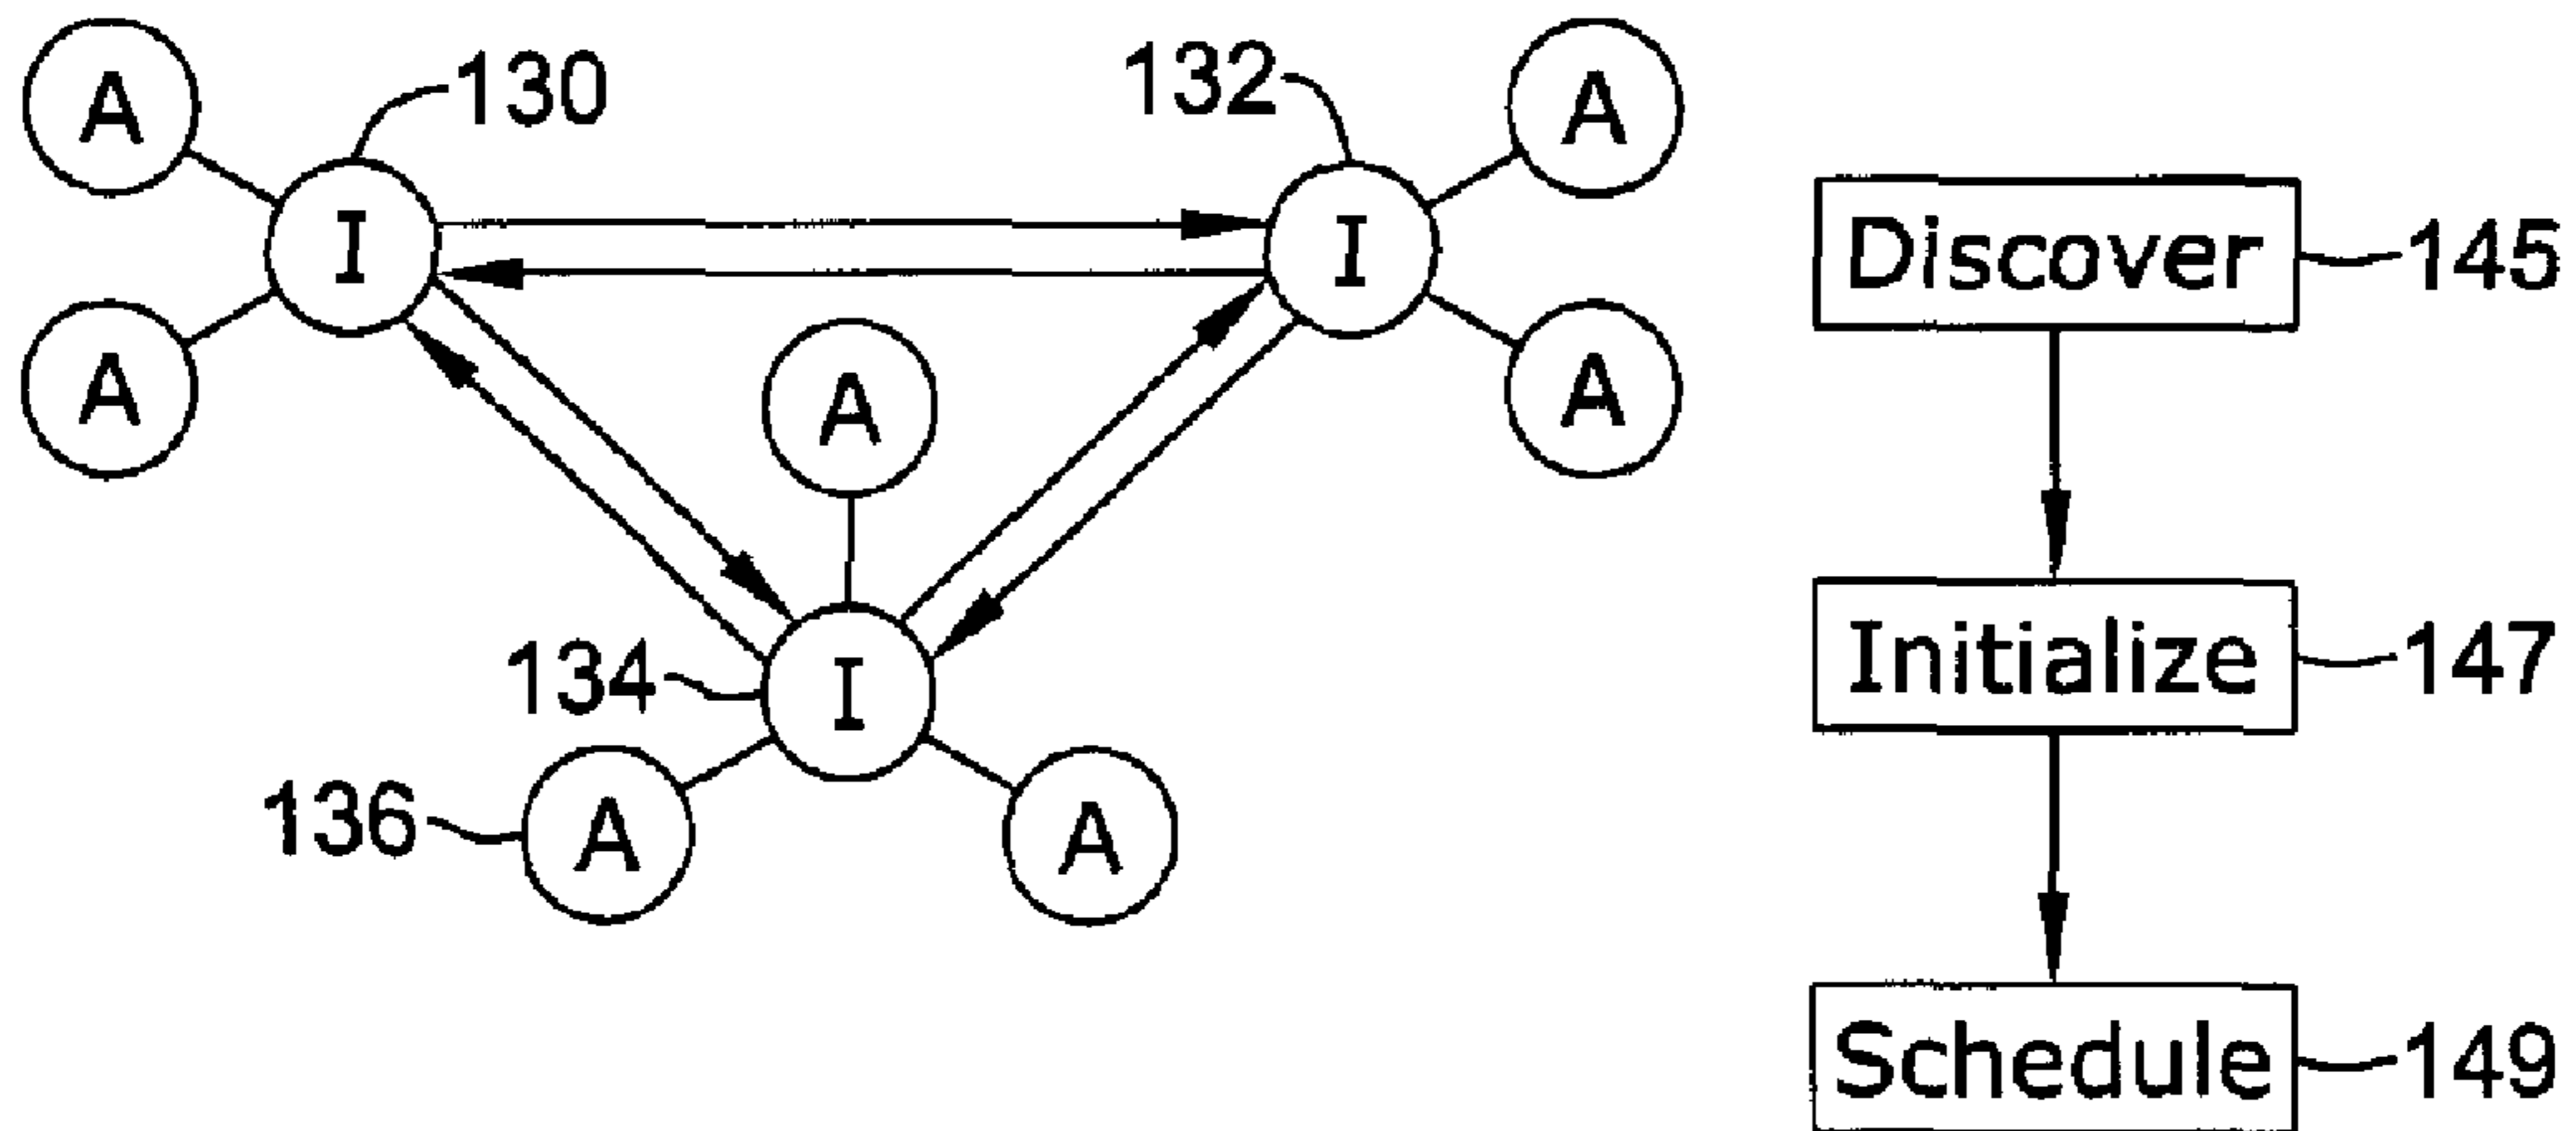 A 130 132 A
I I
Discover 145
A A A
Initialize 147
134 I
136 A A
Schedule 149